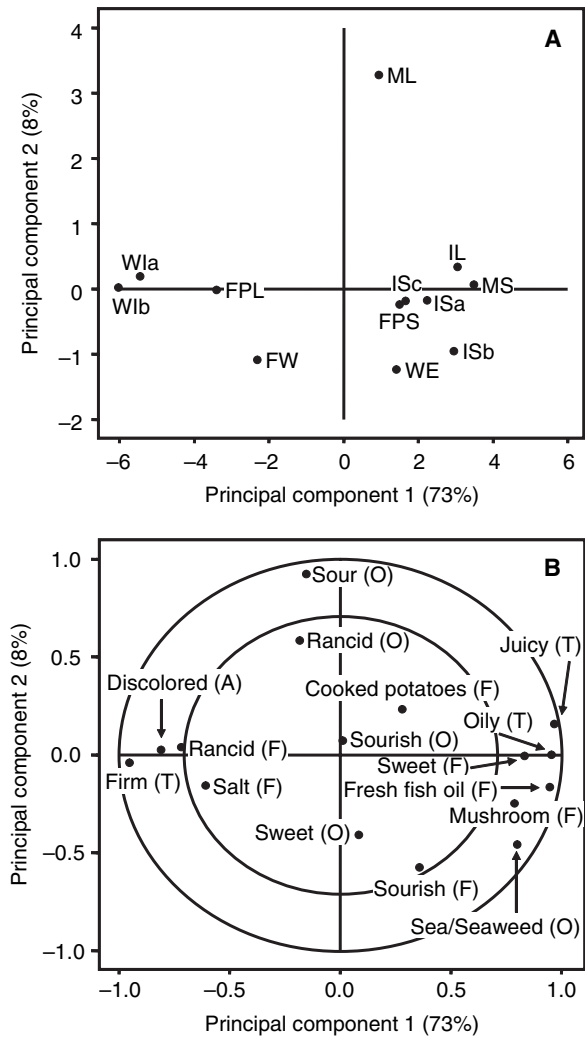 A
Principal component 2 (8%)
4
3
2
1
0
−1
−2
ML
WIa
WIb
FPL
FW
IL
MS
ISc
ISa
FPS
ISb
WE
−6
−4
−2
0
2
4
6
Principal component 1 (73%)
B
Principal component 2 (8%)
1.0
0.5
0.0
−0.5
−1.0
Sour (O)
Rancid (O)
Juicy (T)
Discolored (A)
Cooked potatoes (F)
Oily (T)
Sourish (O)
Rancid (F)
Sweet (F)
Firm (T)
Salt (F)
Fresh fish oil (F)
Mushroom (F)
Sweet (O)
Sourish (F)
Sea/Seaweed (O)
−1.0
−0.5
0.0
0.5
1.0
Principal component 1 (73%)